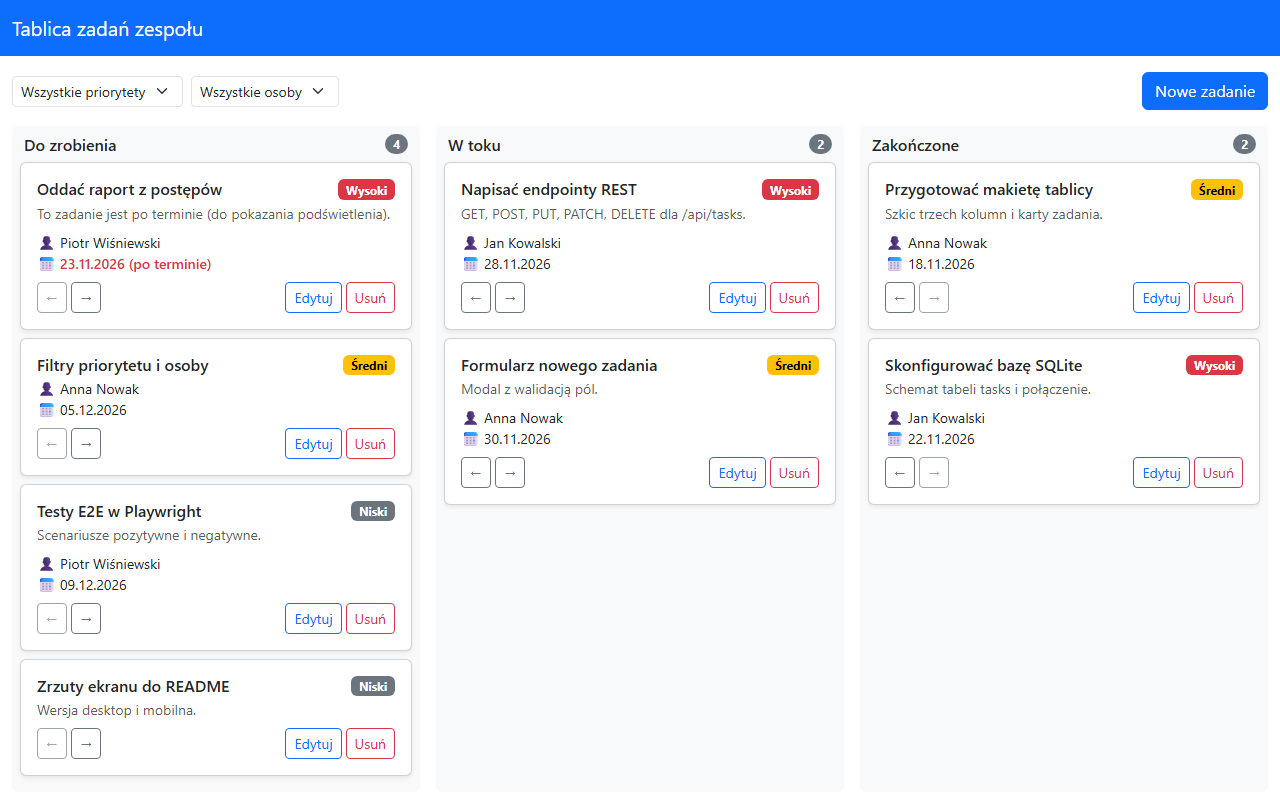 Tablica zadań zespołu
Wszystkie priorytety
Wszystkie osoby
Nowe zadanie
Do zrobienia 4
Oddać raport z postępów Wysoki
To zadanie jest po terminie (do pokazania podświetlenia).
Piotr Wiśniewski
23.11.2026 (po terminie)
← → Edytuj Usuń
Filtry priorytetu i osoby Średni
Anna Nowak
05.12.2026
← → Edytuj Usuń
Testy E2E w Playwright Niski
Scenariusze pozytywne i negatywne.
Piotr Wiśniewski
09.12.2026
← → Edytuj Usuń
Zrzuty ekranu do README Niski
Wersja desktop i mobilna.
← → Edytuj Usuń
W toku 2
Napisać endpointy REST Wysoki
GET, POST, PUT, PATCH, DELETE dla /api/tasks.
Jan Kowalski
28.11.2026
← → Edytuj Usuń
Formularz nowego zadania Średni
Modal z walidacją pól.
Anna Nowak
30.11.2026
← → Edytuj Usuń
Zakończone 2
Przygotować makietę tablicy Średni
Szkic trzech kolumn i karty zadania.
Anna Nowak
18.11.2026
← → Edytuj Usuń
Skonfigurować bazę SQLite Wysoki
Schemat tabeli tasks i połączenie.
Jan Kowalski
22.11.2026
← → Edytuj Usuń